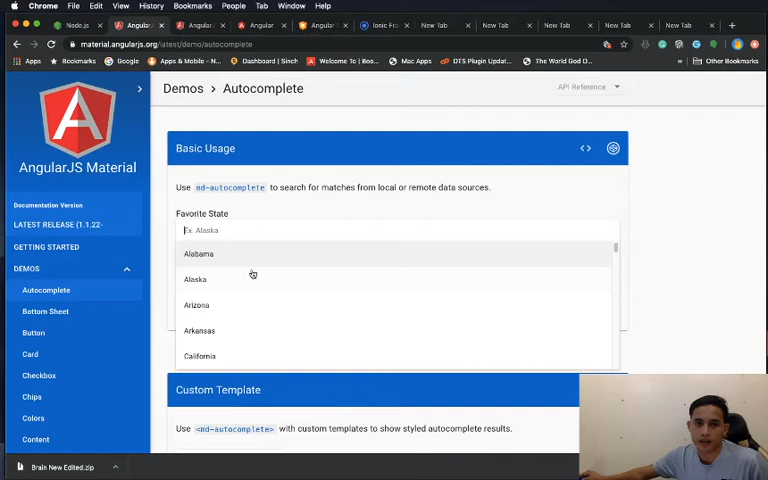 Chrome File Edit View History Bookmarks People Tab Window Help
Node.js Angular Angular Angular Angular Ionic Fra New Tab New Tab New Tab New Tab New Tab
material.angularjs.org/latest/demo/autocomplete
Apps Bookmarks Google Apps & Mobile - N... Dashboard | Sinch Welcome To | Boe... Mac Apps DTS Plugin Updat... The World God O... » Other Bookmarks
Demos > Autocomplete
API Reference
AngularJS Material
Documentation Version
LATEST RELEASE (1.1.22-
GETTING STARTED
DEMOS
Autocomplete
Bottom Sheet
Button
Card
Checkbox
Chips
Colors
Content
Basic Usage
Use md-autocomplete to search for matches from local or remote data sources.
Favorite State
Ex. Alaska
Alabama
Alaska
Arizona
Arkansas
California
Custom Template
Use <md-autocomplete> with custom templates to show styled autocomplete results.
Brain New Edited.zip